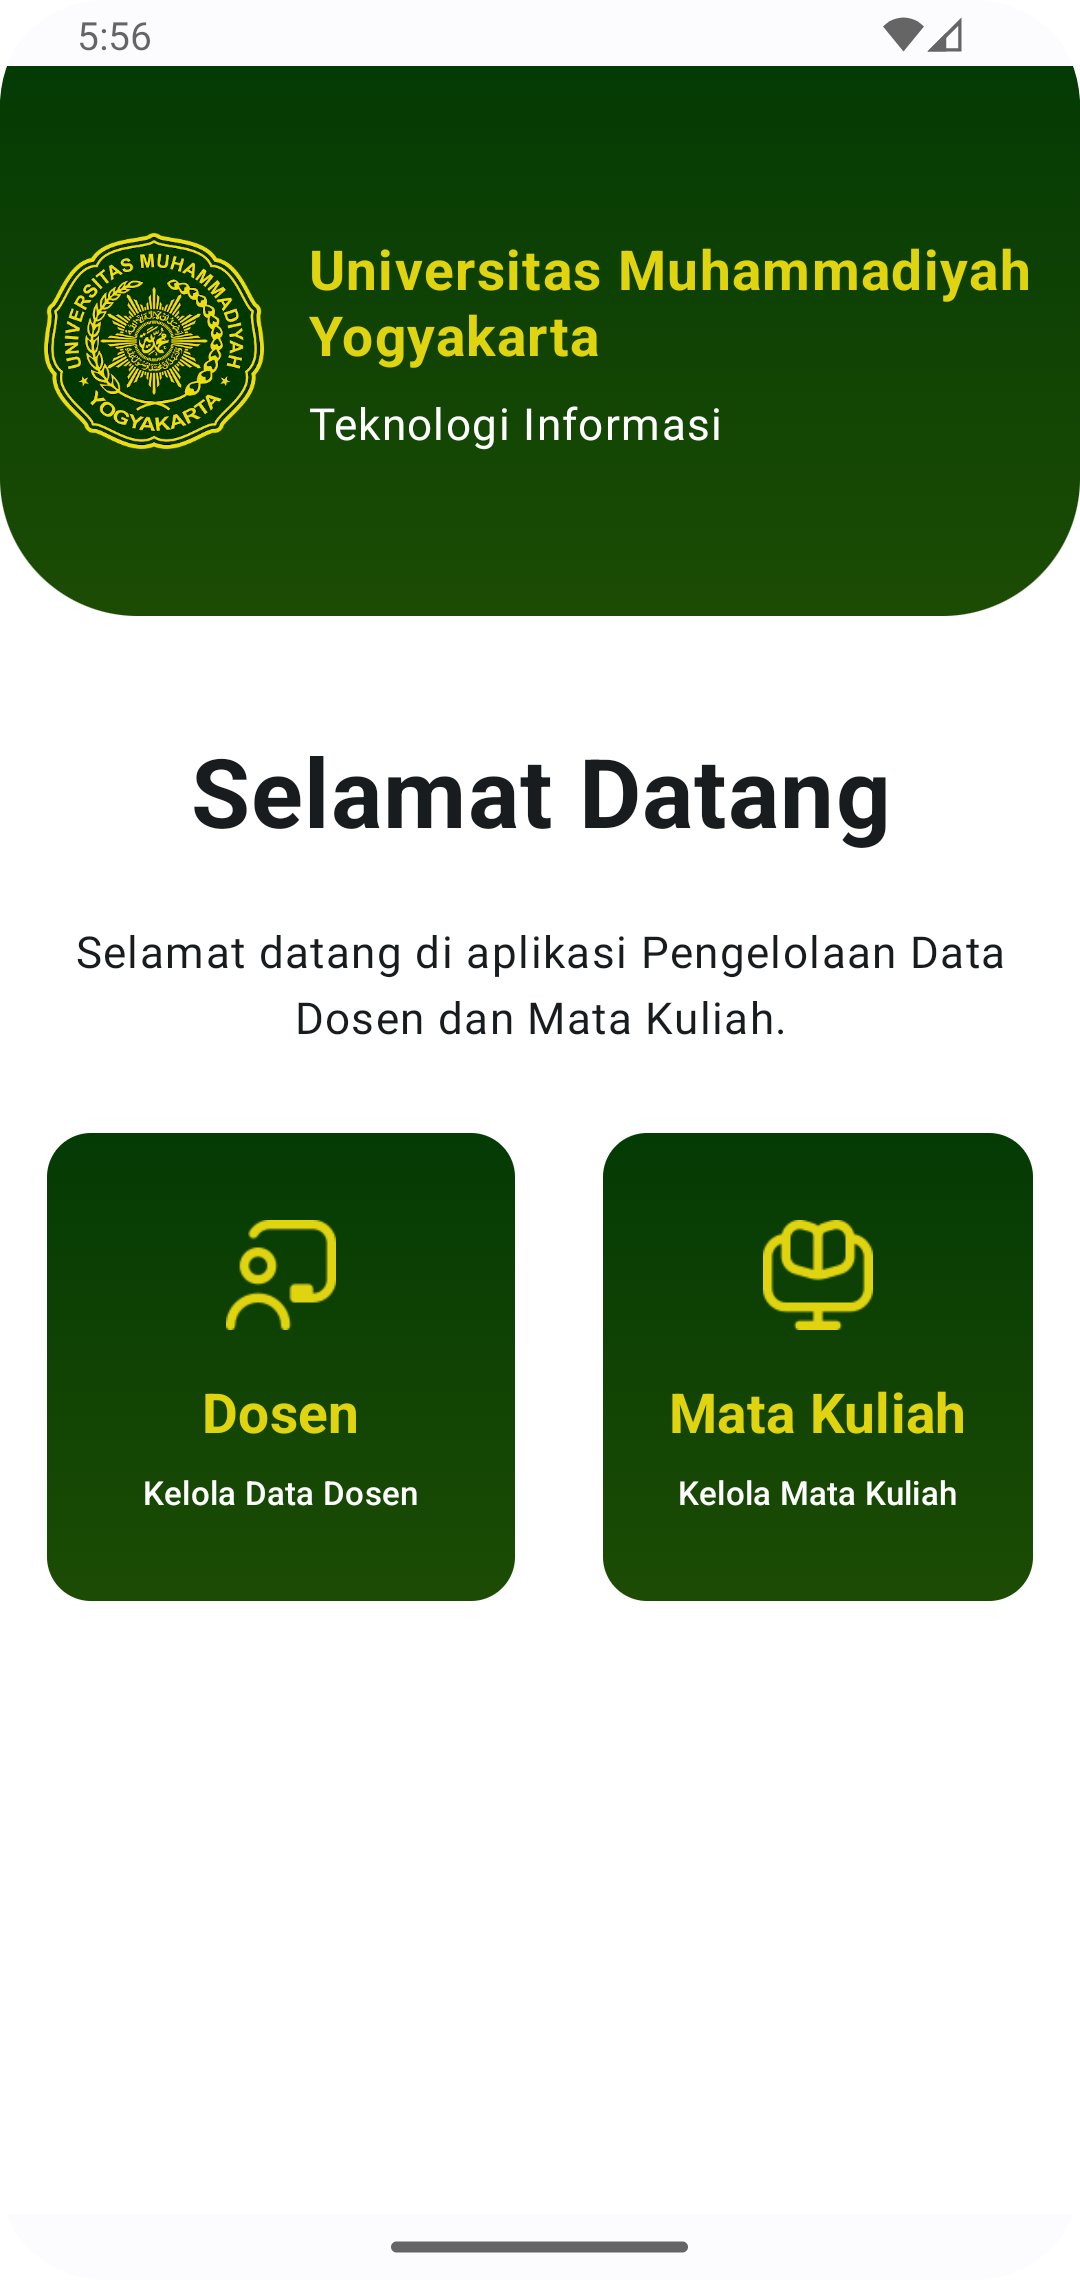 5:56
UNIVERSITAS MUHAMMADIYAH
YOGYAKARTA
Universitas Muhammadiyah
Yogyakarta
Teknologi Informasi
Selamat Datang
Selamat datang di aplikasi Pengelolaan Data
Dosen dan Mata Kuliah.
Dosen
Kelola Data Dosen
Mata Kuliah
Kelola Mata Kuliah